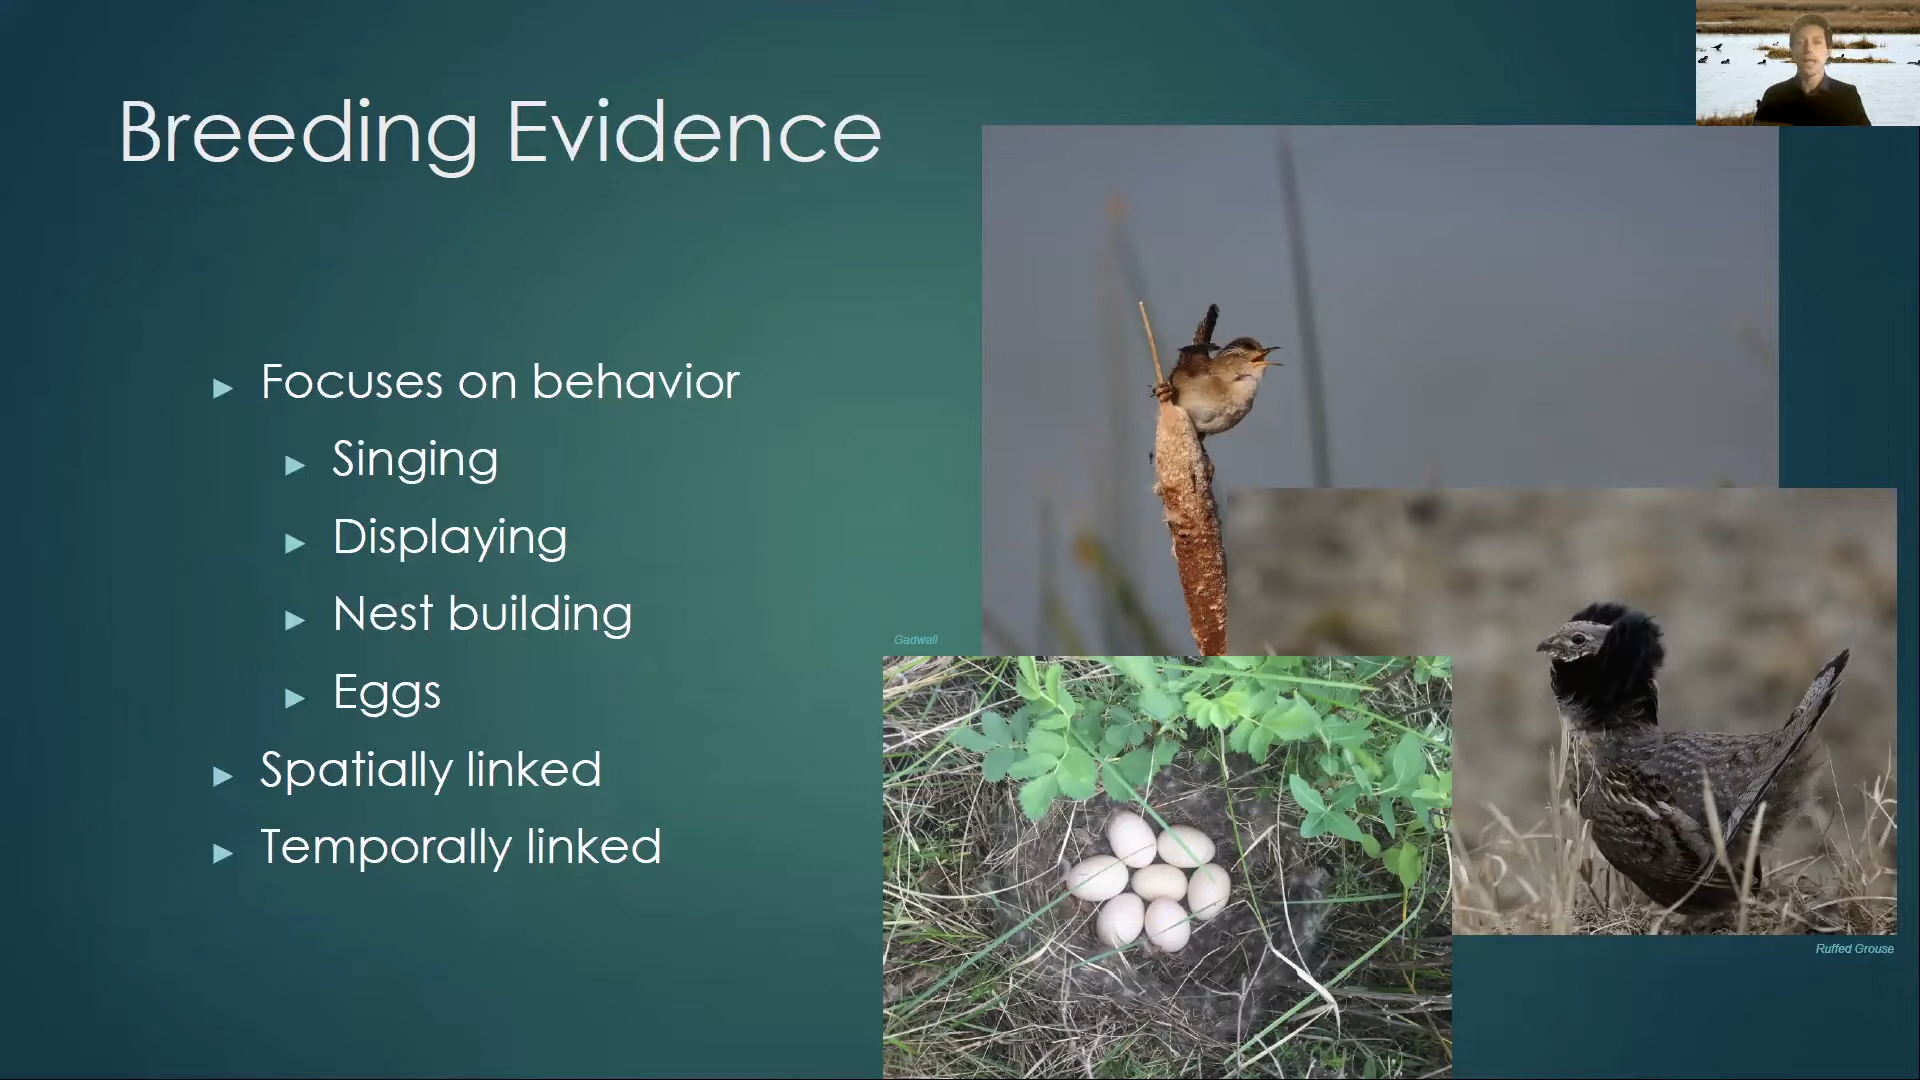 Breeding Evidence
Focuses on behavior
Singing
Displaying
Nest building
Eggs
Spatially linked
Temporally linked
Gadwall
Ruffed Grouse